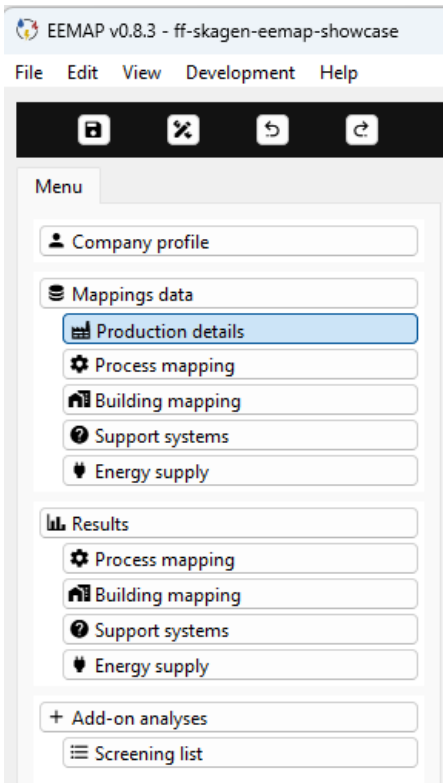 EEMAP v0.8.3 - ff-skagen-eemap-showcase
File Edit View Development Help
Menu
Company profile
Mappings data
Production details
Process mapping
Building mapping
Support systems
Energy supply
Results
Process mapping
Building mapping
Support systems
Energy supply
Add-on analyses
Screening list